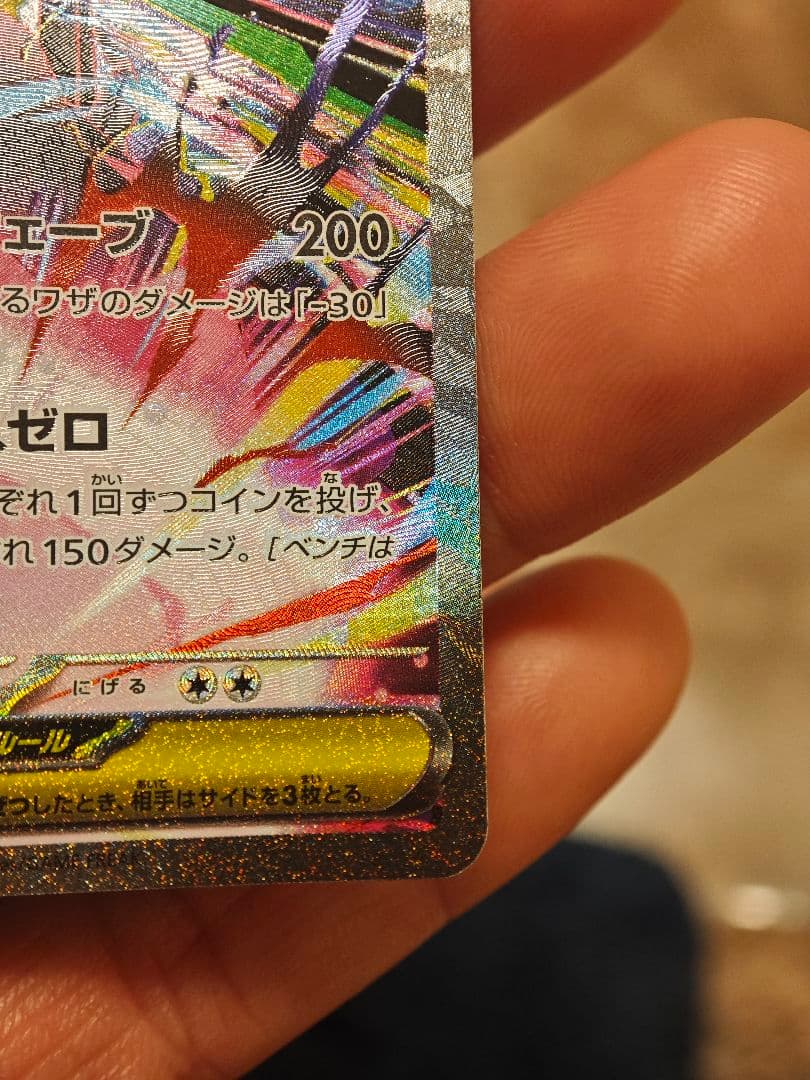 ェーブ 200
るワザのダメージは「-30」
ゼロ
ぞれ1回ずつコインを投げ、
れ150ダメージ。[ベンチは
にげる
ルール
ぜつしたとき、相手はサイドを3枚とる。
/GAME FREAK